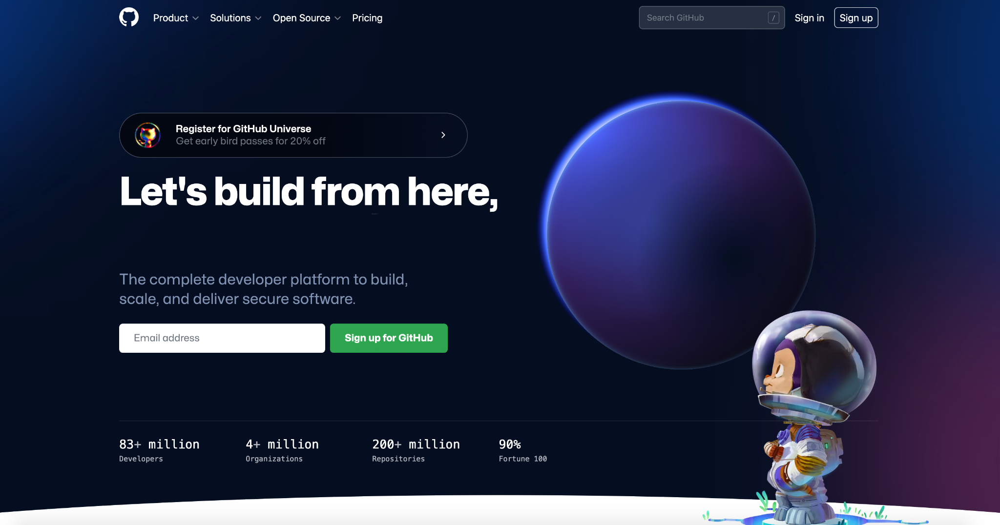 Product
Solutions
Open Source
Pricing
Search GitHub
/
Sign in
Sign up
Register for GitHub Universe
Get early bird passes for 20% off
Let's build from here,
The complete developer platform to build,
scale, and deliver secure software.
Email address
Sign up for GitHub
83+ million
Developers
4+ million
Organizations
200+ million
Repositories
90%
Fortune 100